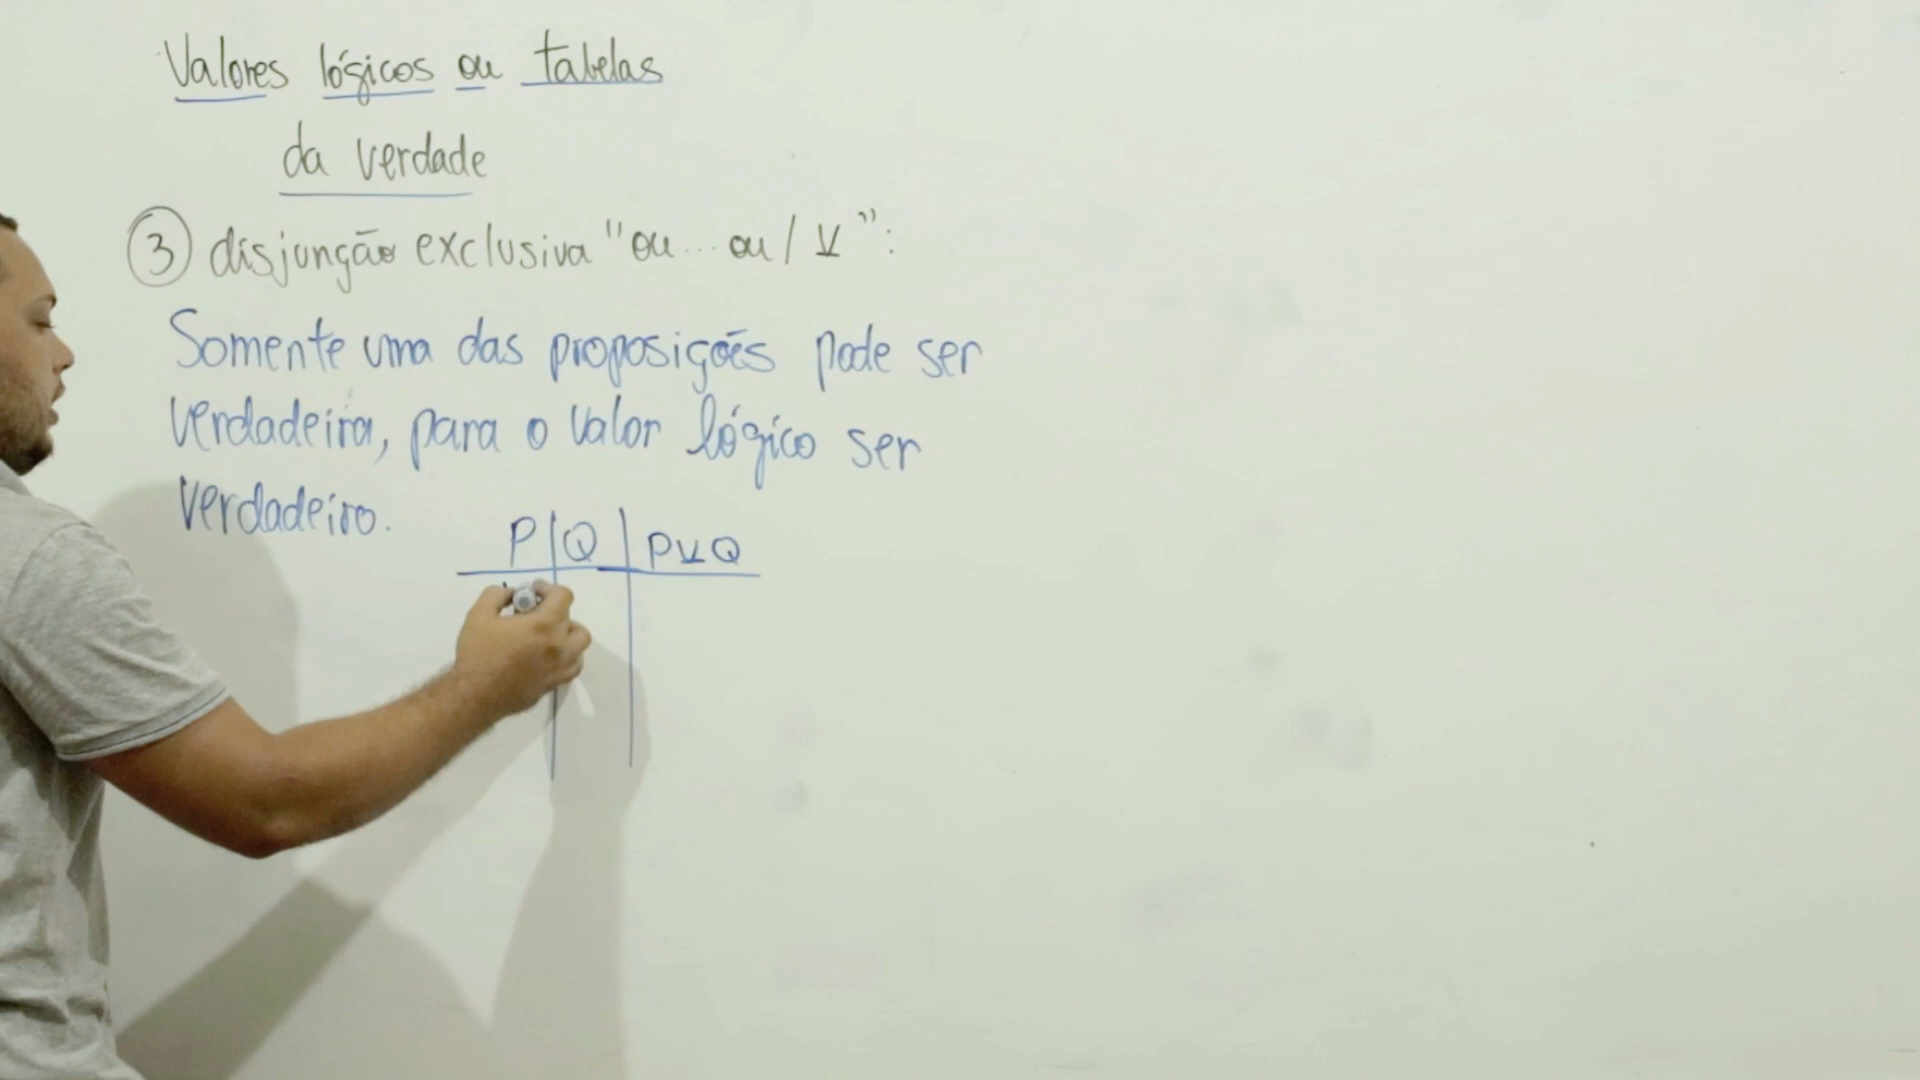 Valores lógicos ou tabelas
da verdade
3 disjunção exclusiva "ou... ou / ⊻":
Somente uma das proposições pode ser
verdadeira, para o valor lógico ser
verdadeiro.
P | Q | P⊻Q